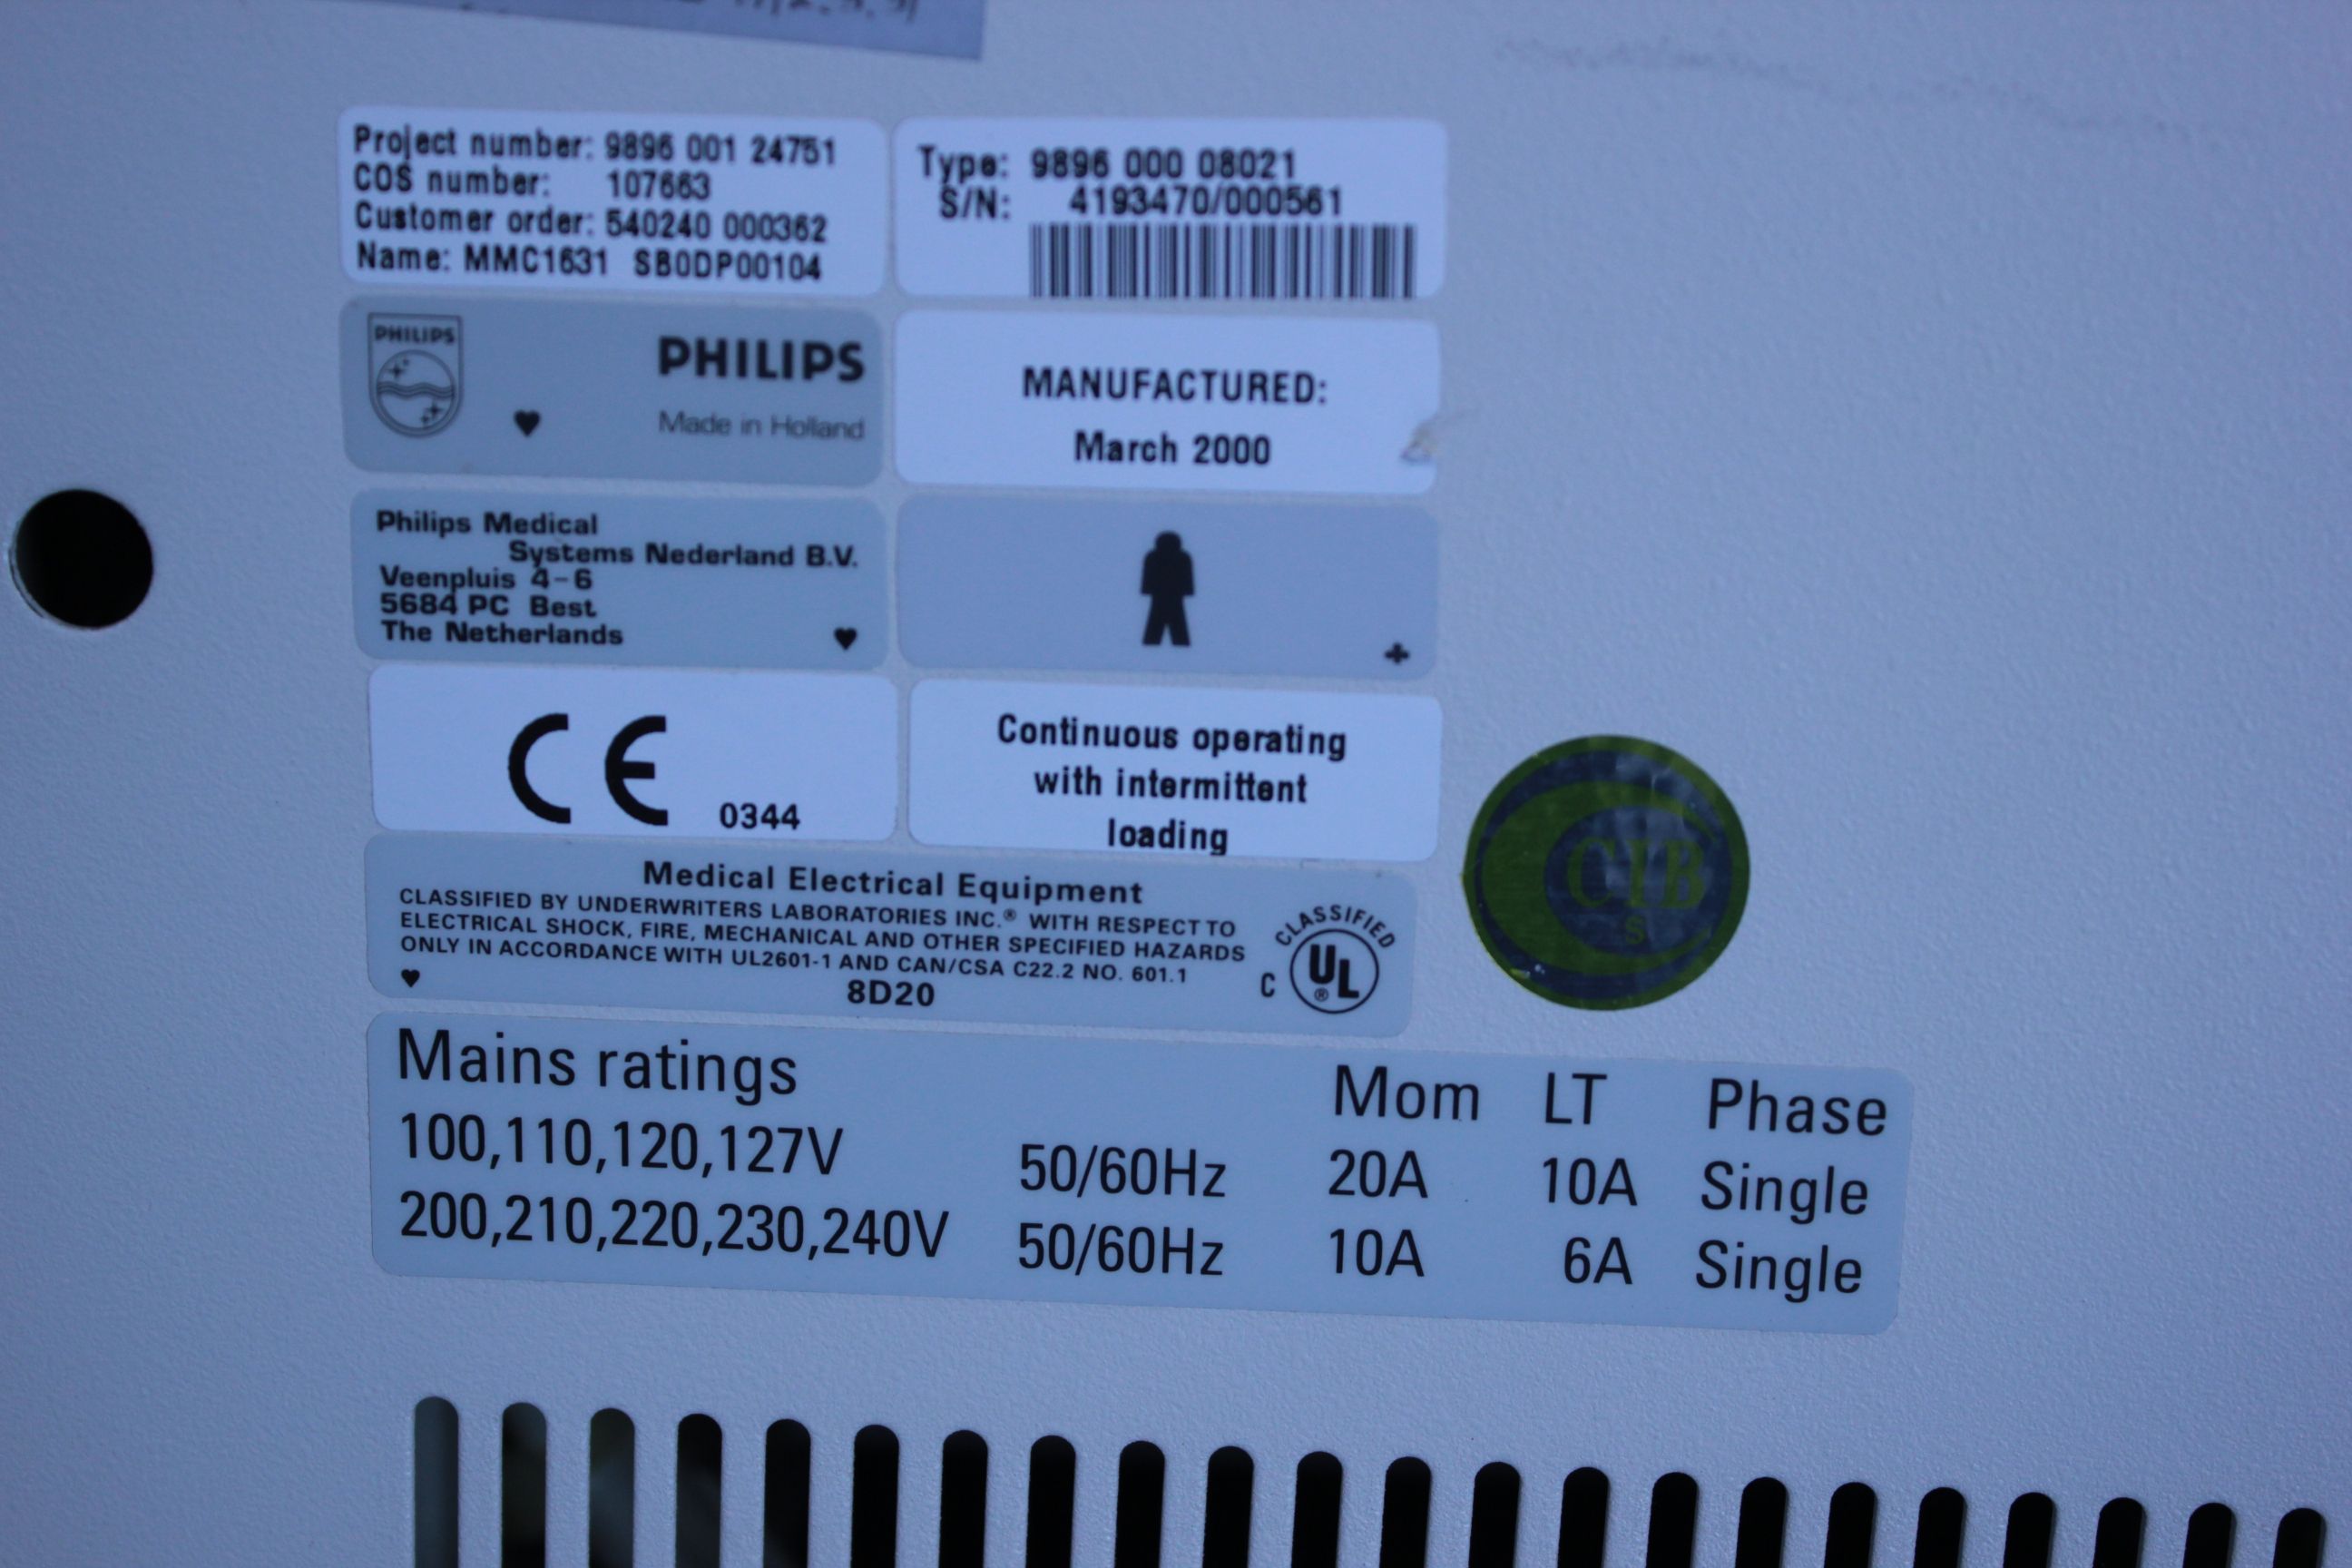 Project number: 9896 001 24751
COS number: 107663
Customer order: 540240 000362
Name: MMC1631 SB0DP00104
Type: 9896 000 08021
S/N: 4193470/000561
PHILIPS
PHILIPS
Made in Holland
MANUFACTURED:
March 2000
Philips Medical
Systems Nederland B.V.
Veenpluis 4-6
5684 PC Best
The Netherlands
CE 0344
Continuous operating
with intermittent
loading
Medical Electrical Equipment
CLASSIFIED BY UNDERWRITERS LABORATORIES INC.® WITH RESPECT TO
ELECTRICAL SHOCK, FIRE, MECHANICAL AND OTHER SPECIFIED HAZARDS
ONLY IN ACCORDANCE WITH UL2601-1 AND CAN/CSA C22.2 NO. 601.1
8D20
CLASSIFIED
C UL ®
CIB
S
Mains ratings Mom LT Phase
100,110,120,127V 50/60Hz 20A 10A Single
200,210,220,230,240V 50/60Hz 10A 6A Single